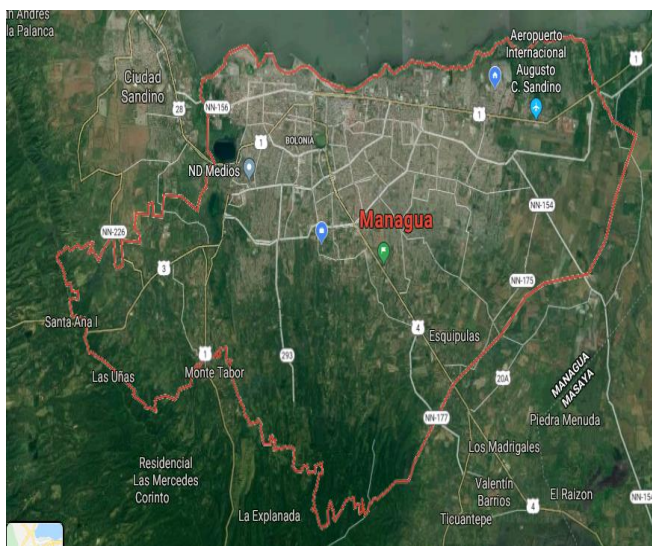 an Andrés
la Palanca
Ciudad
Sandino
Aeropuerto
Internacional
Augusto
C. Sandino
1
28
NN-156
1
1
BOLONIA
ND Medios
NN-154
Managua
NN-226
3
NN-175
Santa Ana I
4
Esquipulas
1
293
Las Uñas
Monte Tabor
20A
MANAGUA
MASAYA
NN-177
Piedra Menuda
Los Madrigales
Residencial
Las Mercedes
Corinto
Valentín
Barrios
El Raizon
NN-154
La Explanada
4
Ticuantepe